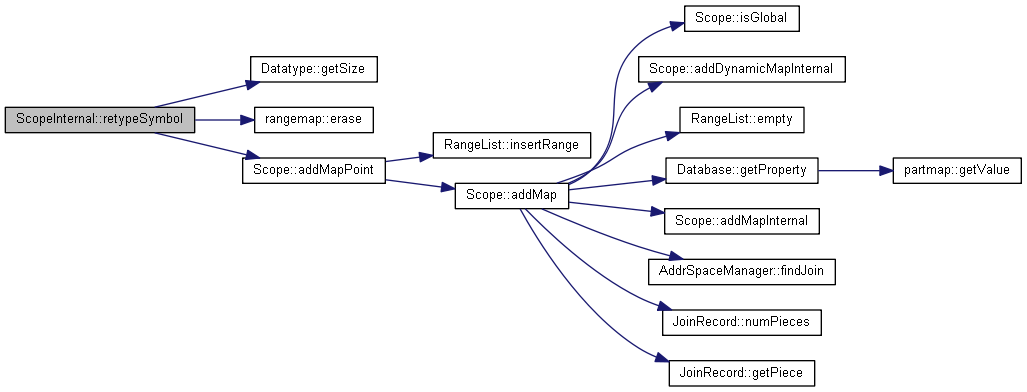 Scope::isGlobal
Datatype::getSize
Scope::addDynamicMapInternal
ScopeInternal::retypeSymbol
rangemap::erase
RangeList::empty
RangeList::insertRange
Scope::addMapPoint
Database::getProperty
partmap::getValue
Scope::addMap
Scope::addMapInternal
AddrSpaceManager::findJoin
JoinRecord::numPieces
JoinRecord::getPiece